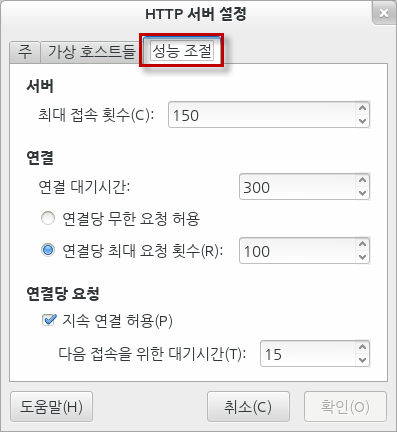 HTTP 서버 설정
주 가상 호스트들 성능 조절
서버
최대 접속 횟수(C): 150
연결
연결 대기시간: 300
연결당 무한 요청 허용
연결당 최대 요청 횟수(R): 100
연결당 요청
지속 연결 허용(P)
다음 접속을 위한 대기시간(T): 15
도움말(H) 취소(C) 확인(O)